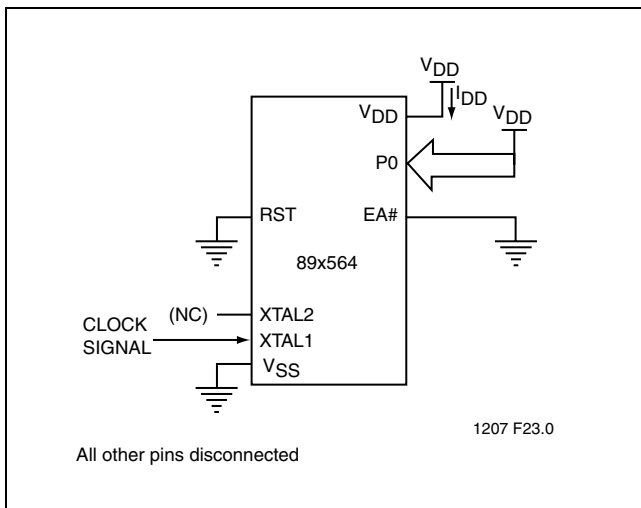 VDD
IDD
VDD
VDD
P0
RST
EA#
89x564
(NC)
XTAL2
CLOCK
SIGNAL
XTAL1
VSS
1207 F23.0
All other pins disconnected